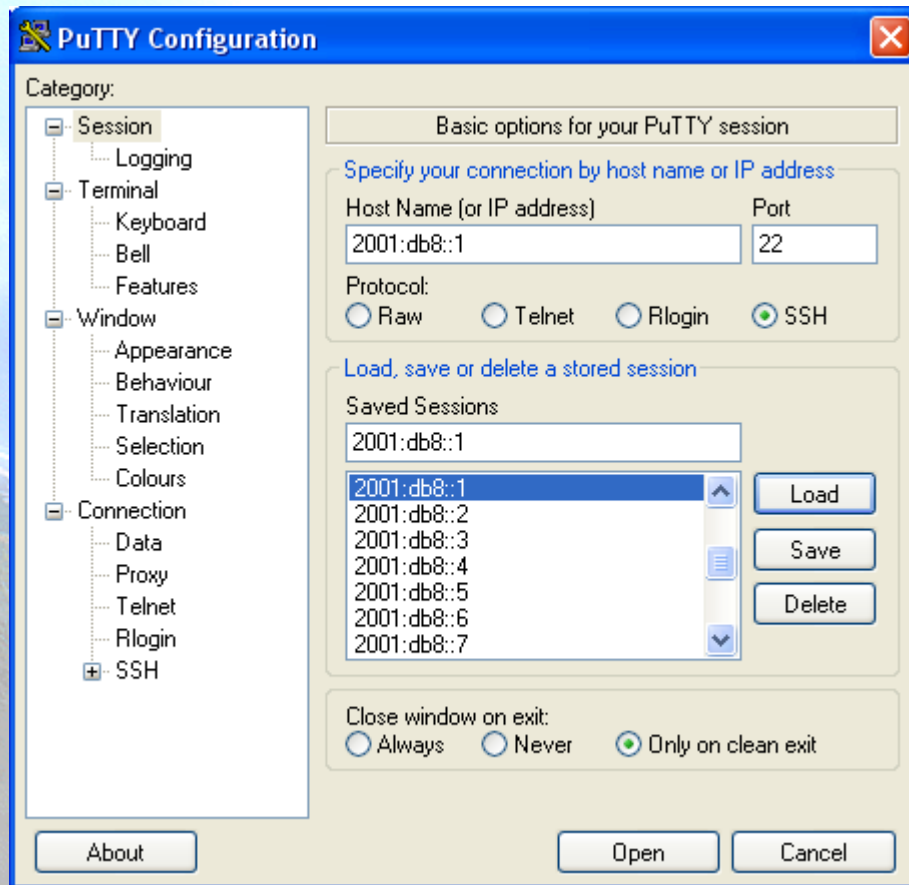 PuTTY Configuration
Category:
Session
Logging
Terminal
Keyboard
Bell
Features
Window
Appearance
Behaviour
Translation
Selection
Colours
Connection
Data
Proxy
Telnet
Rlogin
SSH
Basic options for your PuTTY session
Specify your connection by host name or IP address
Host Name (or IP address) Port
2001:db8::1 22
Protocol:
Raw Telnet Rlogin SSH
Load, save or delete a stored session
Saved Sessions
2001:db8::1
2001:db8::1
2001:db8::2
2001:db8::3
2001:db8::4
2001:db8::5
2001:db8::6
2001:db8::7
Load
Save
Delete
Close window on exit:
Always Never Only on clean exit
About Open Cancel